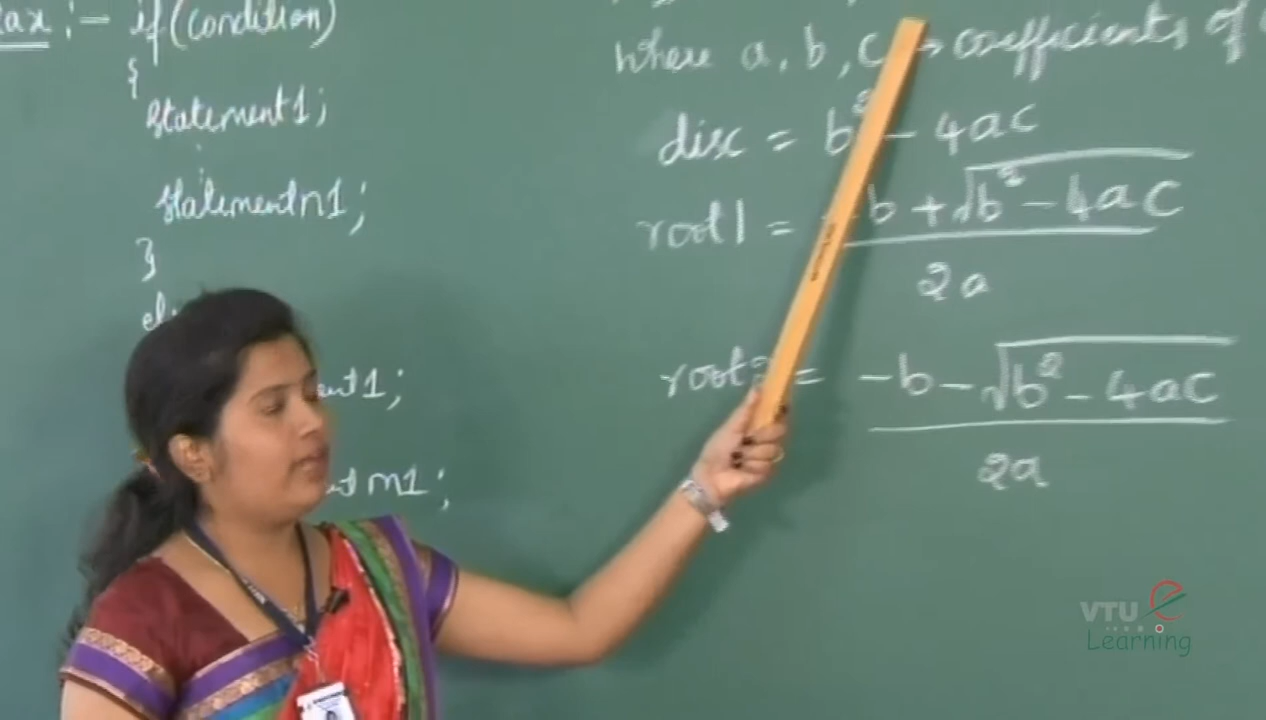 :- if(condition)
{
statement1;
statementn1;
}
m1;
where a, b, c → coefficients of
disc = b² - 4ac
root1 = -b + √b² - 4ac
2a
root2 = -b - √b² - 4ac
2a
VTU e
Learning